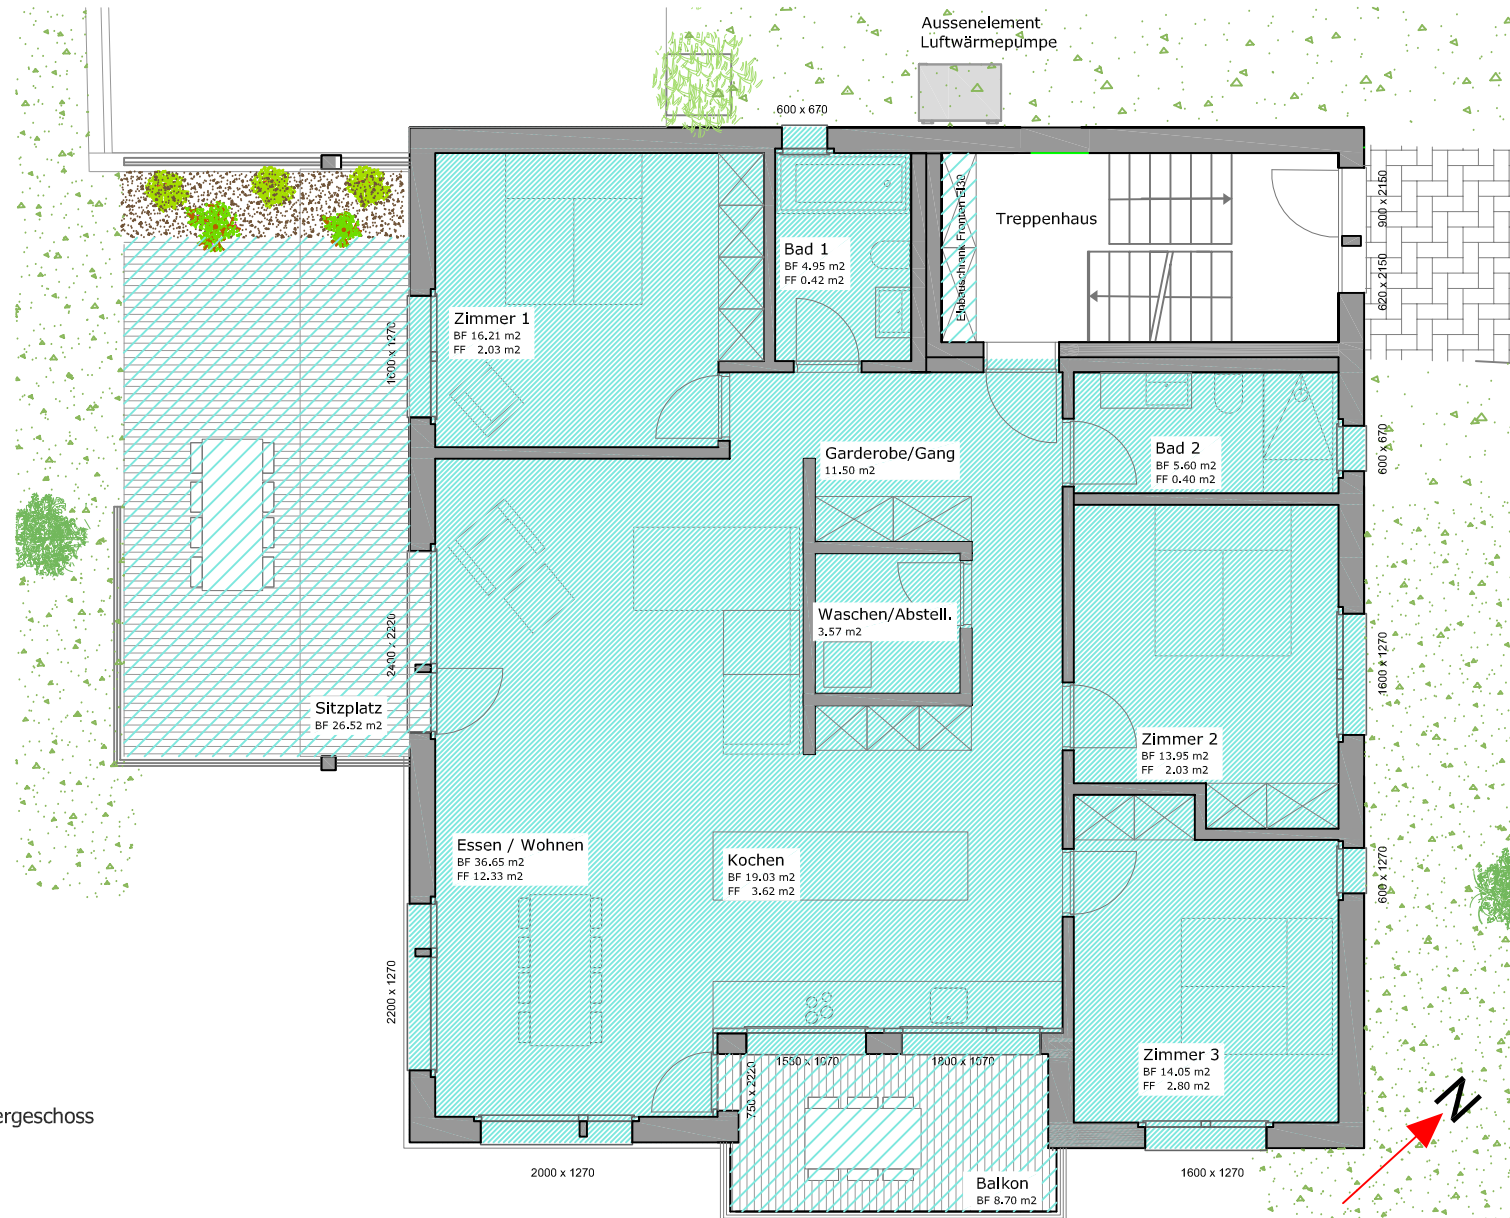 Aussenelement
Luftwärmepumpe
600 x 670
Einbauschrank Fronten EI30
Treppenhaus
900 x 2150
620 x 2150
Bad 1
BF 4.95 m2
FF 0.42 m2
Zimmer 1
BF 16.21 m2
FF 2.03 m2
1600 x 1270
Garderobe/Gang
11.50 m2
Bad 2
BF 5.60 m2
FF 0.40 m2
600 x 670
Waschen/Abstell.
3.57 m2
2400 x 2220
Sitzplatz
BF 26.52 m2
1600 x 1270
Zimmer 2
BF 13.95 m2
FF 2.03 m2
Essen / Wohnen
BF 36.65 m2
FF 12.33 m2
Kochen
BF 19.03 m2
FF 3.62 m2
600 x 1270
2200 x 1270
1550 x 1070
1800 x 1070
750 x 2220
Zimmer 3
BF 14.05 m2
FF 2.80 m2
N
ergeschoss
2000 x 1270
Balkon
BF 8.70 m2
1600 x 1270